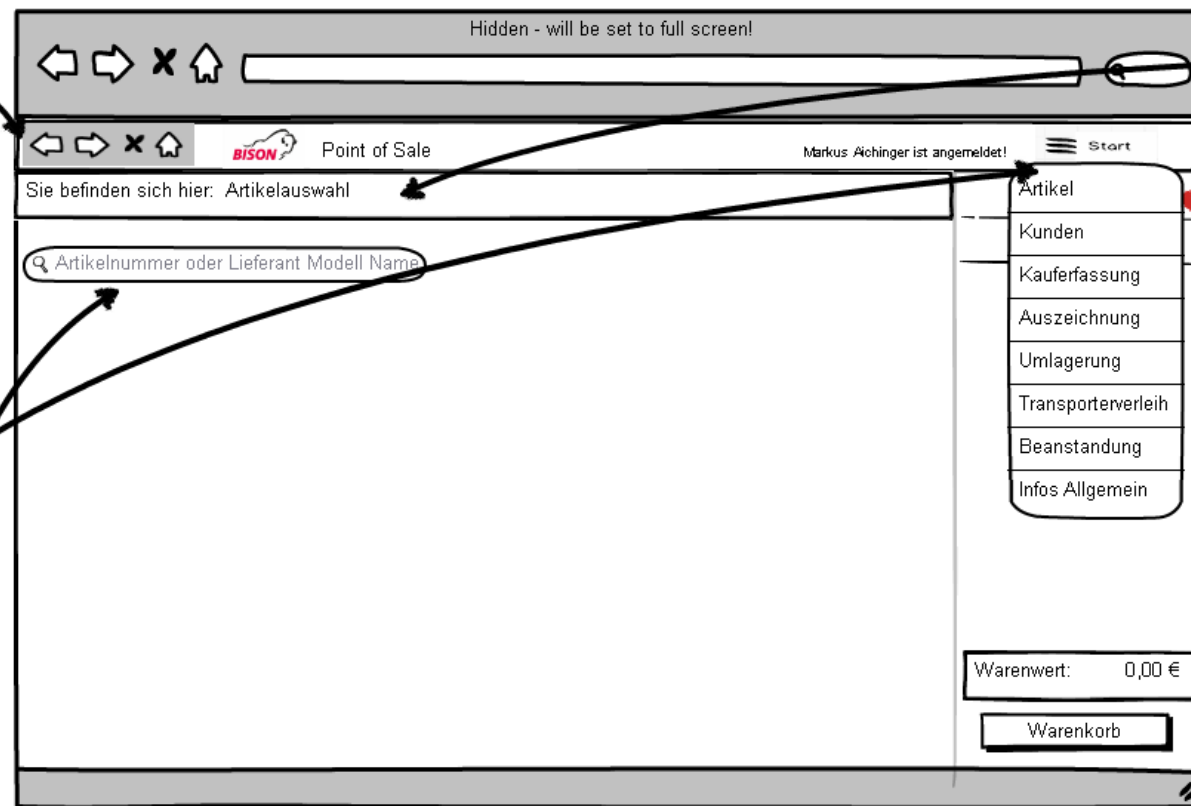 Hidden - will be set to full screen!
BISON
Point of Sale
Markus Aichinger ist angemeldet!
Start
Sie befinden sich hier: Artikelauswahl
Artikelnummer oder Lieferant Modell Name
Artikel
Kunden
Kauferfassung
Auszeichnung
Umlagerung
Transporterverleih
Beanstandung
Infos Allgemein
Warenwert: 0,00 €
Warenkorb